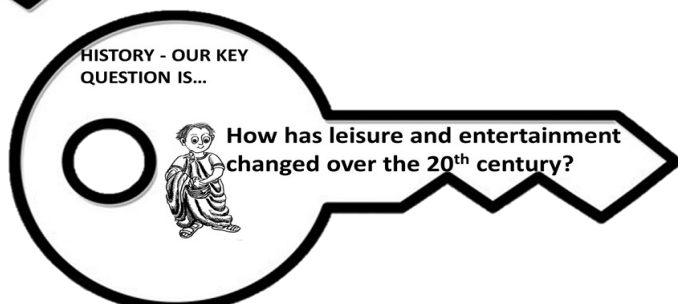 HISTORY - OUR KEY
QUESTION IS...
How has leisure and entertainment
changed over the 20th century?